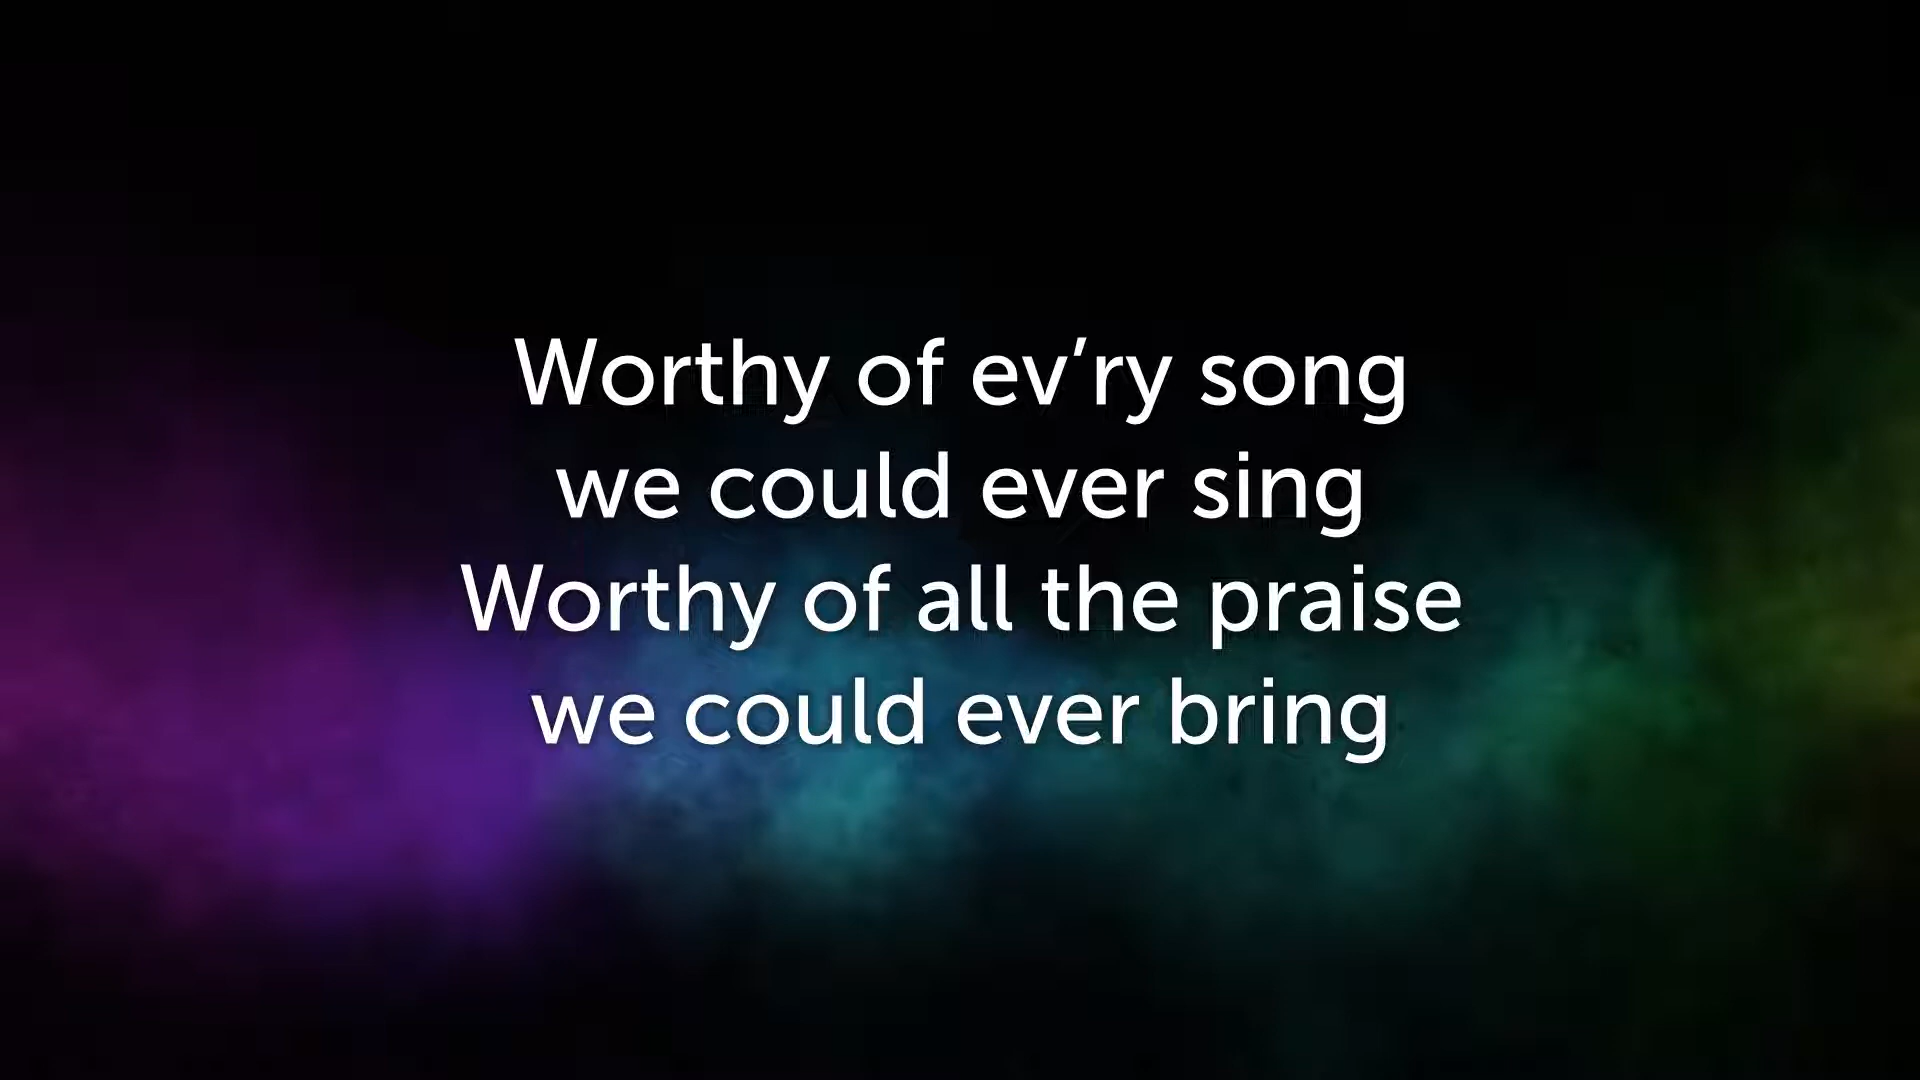 Worthy of ev’ry song
we could ever sing
Worthy of all the praise
we could ever bring